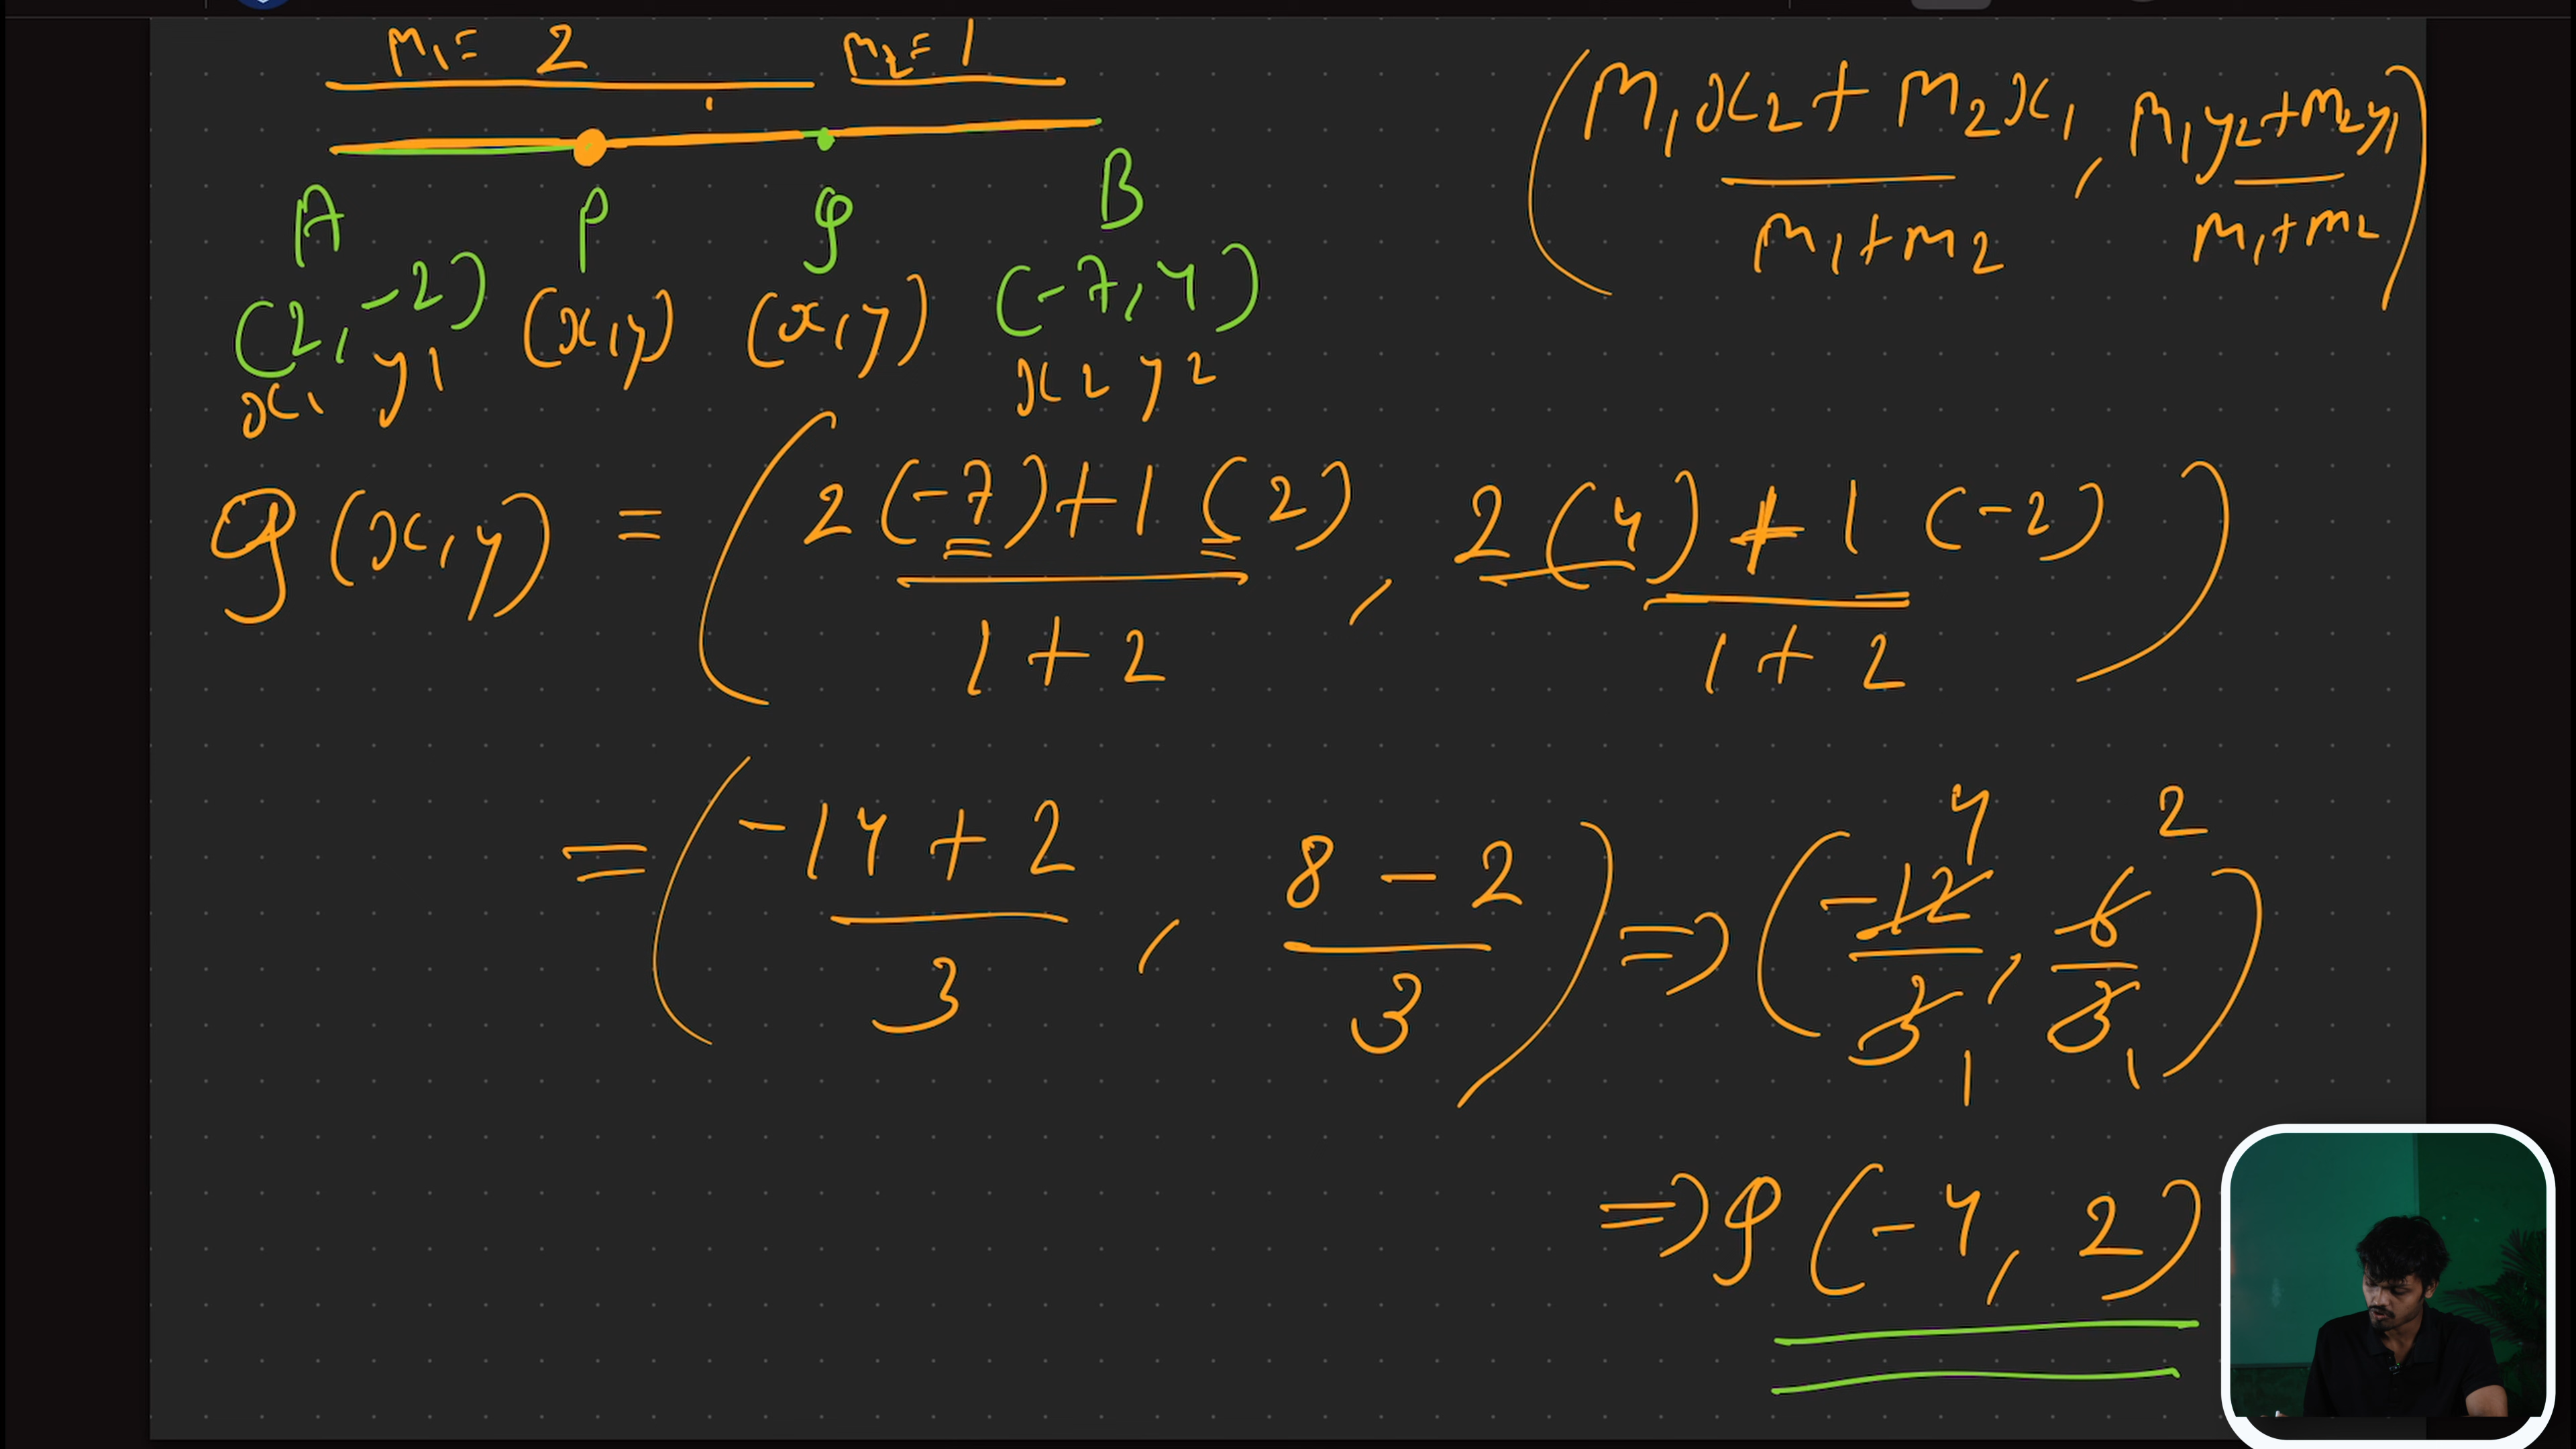 m₁ = 2 m₂ = 1
(m₁x₂ + m₂x₁ / m₁ + m₂ , m₁y₂ + m₂y₁ / m₁ + m₂)
A P Q B
(2, -2) (x, y) (x, y) (-7, 4)
x₁ y₁ x₂ y₂
Q (x, y) = (2(-7) + 1(2) / 1 + 2 , 2(4) + 1(-2) / 1 + 2)
= (-14 + 2 / 3 , 8 - 2 / 3) => (-12 / 3 , 6 / 3) 4 1 2 1
=> Q (-4, 2)